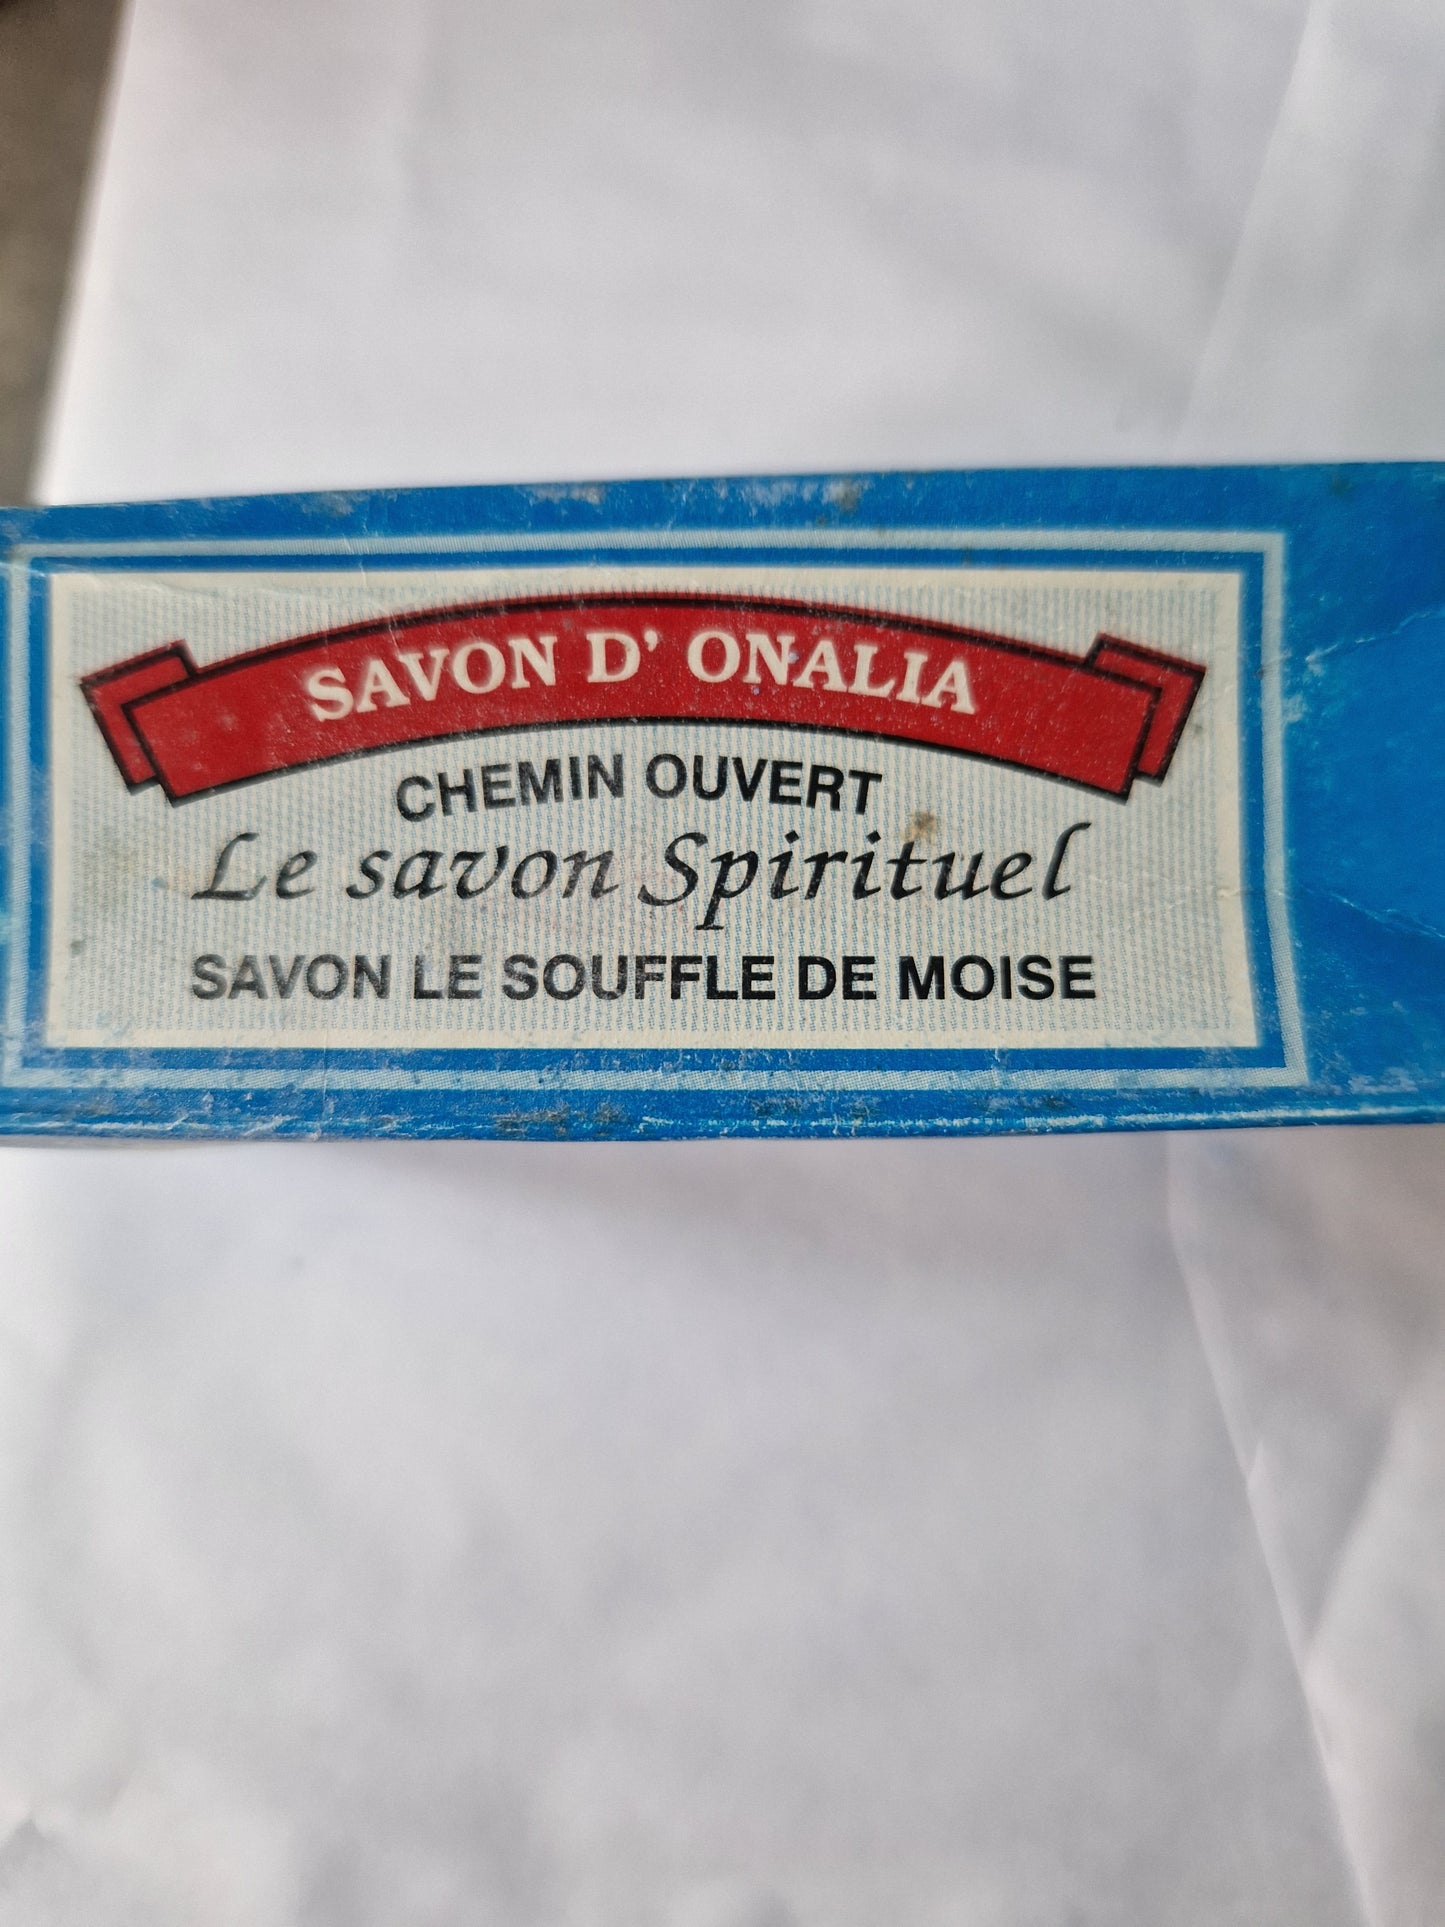 SAVON D' ONALIA
CHEMIN OUVERT
Le savon Spirituel
SAVON LE SOUFFLE DE MOISE